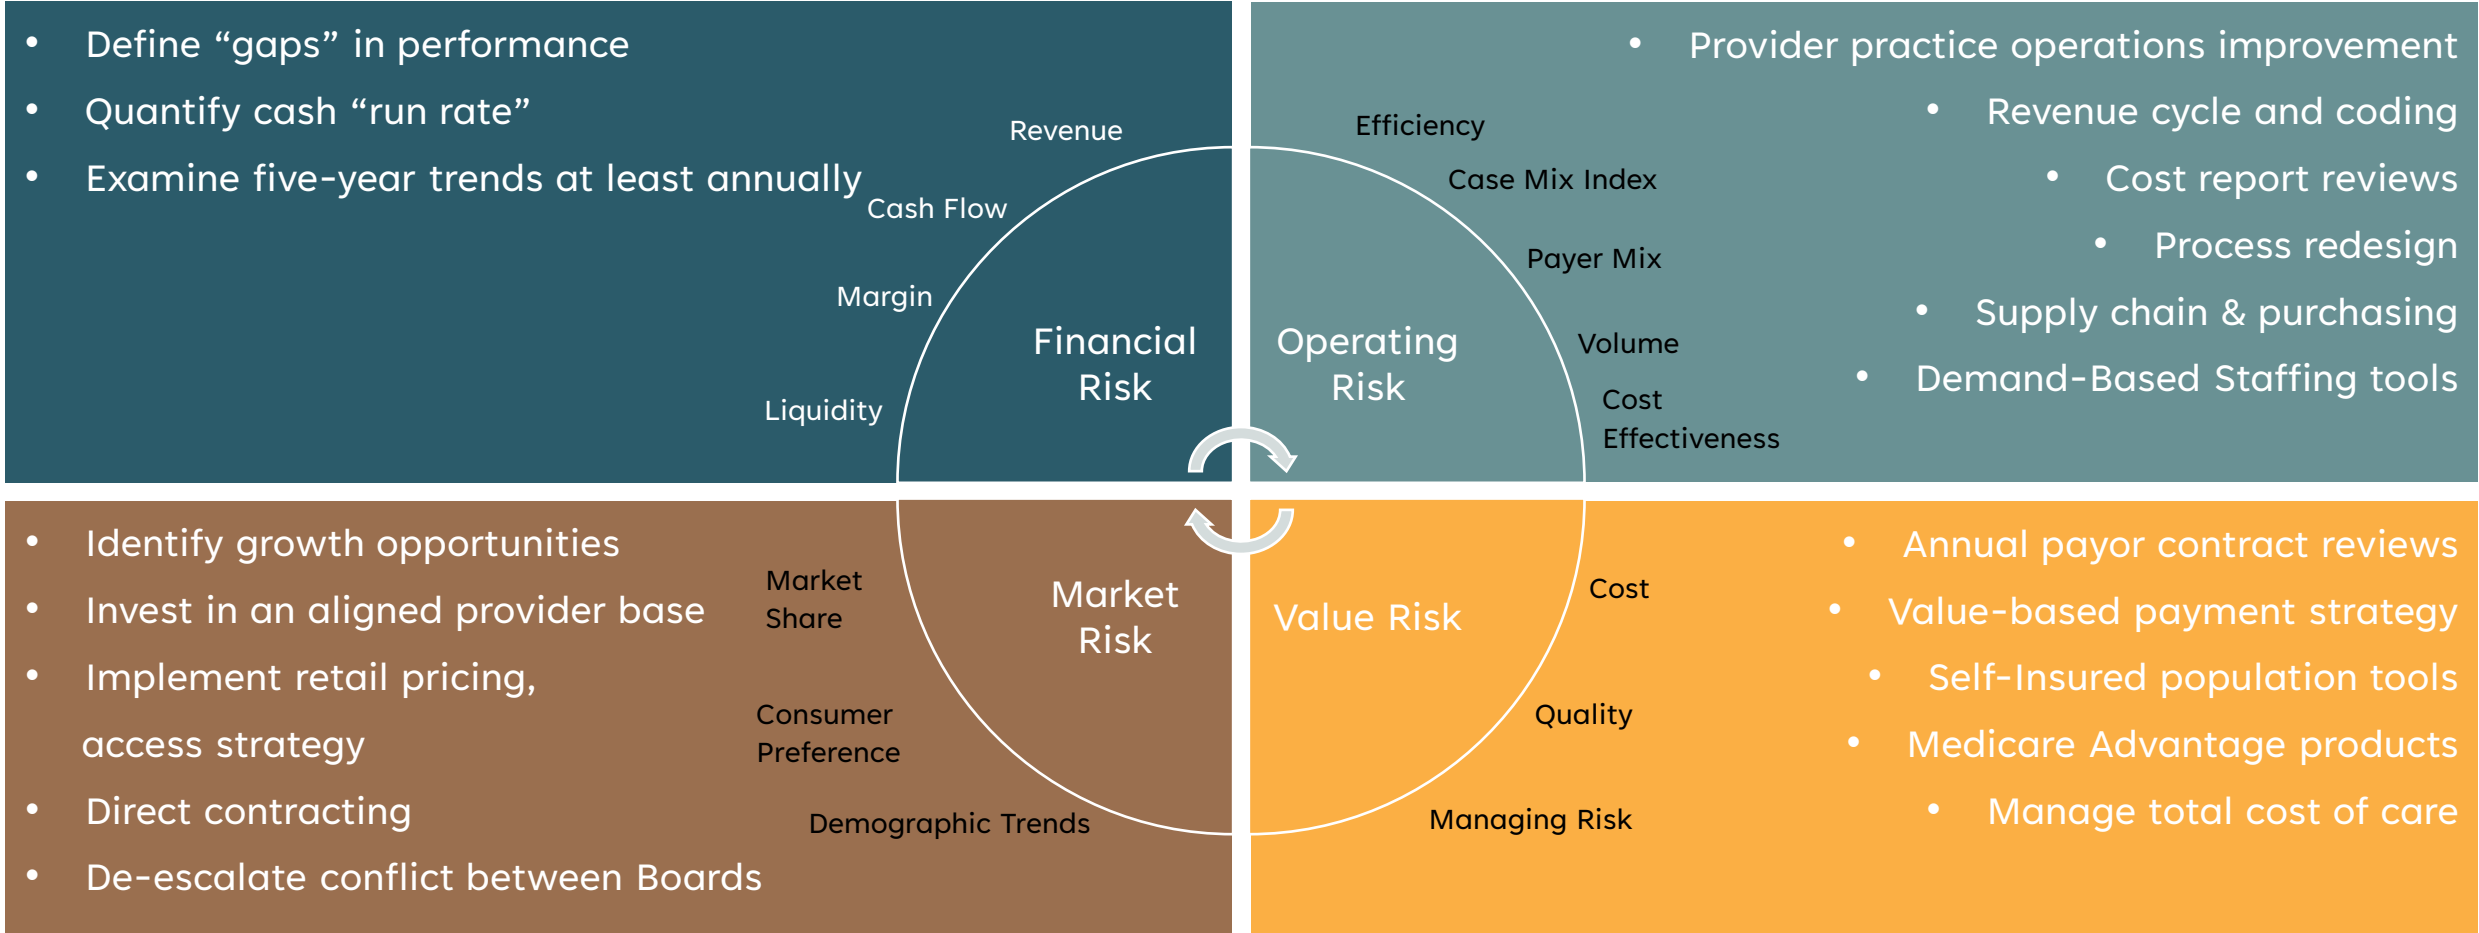 • Define “gaps” in performance
• Quantify cash “run rate”
• Examine five-year trends at least annually
Revenue
Cash Flow
Margin
Liquidity
Financial
Risk
• Provider practice operations improvement
• Revenue cycle and coding
• Cost report reviews
• Process redesign
• Supply chain & purchasing
• Demand-Based Staffing tools
Efficiency
Case Mix Index
Payer Mix
Volume
Cost
Effectiveness
Operating
Risk
• Identify growth opportunities
• Invest in an aligned provider base
• Implement retail pricing,
access strategy
• Direct contracting
• De-escalate conflict between Boards
Market
Share
Consumer
Preference
Demographic Trends
Market
Risk
• Annual payor contract reviews
• Value-based payment strategy
• Self-Insured population tools
• Medicare Advantage products
• Manage total cost of care
Cost
Quality
Managing Risk
Value Risk